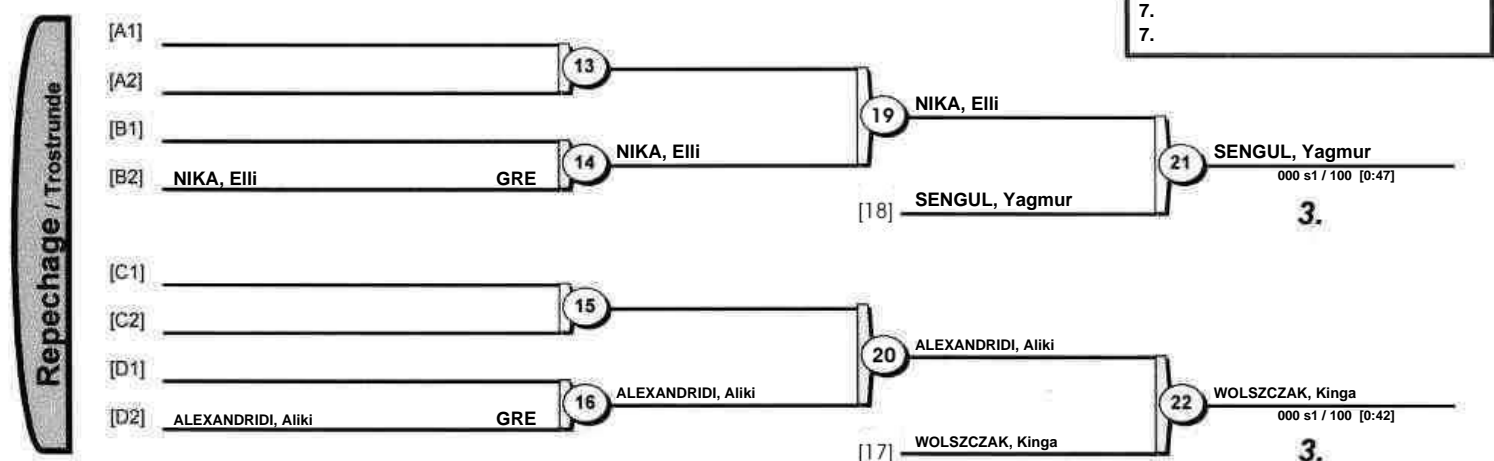 7.
7.
Repechage / Trostrunde
[A1]
13
[A2]
NIKA, Elli
19
[B1]
14
NIKA, Elli
21
SENGUL, Yagmur
000 s1 / 100 [0:47]
[B2] NIKA, Elli GRE
[18] SENGUL, Yagmur
3.
[C1]
15
[C2]
ALEXANDRIDI, Aliki
20
[D1]
16
ALEXANDRIDI, Aliki
22
WOLSZCZAK, Kinga
000 s1 / 100 [0:42]
[D2] ALEXANDRIDI, Aliki GRE
[17] WOLSZCZAK, Kinga
3.